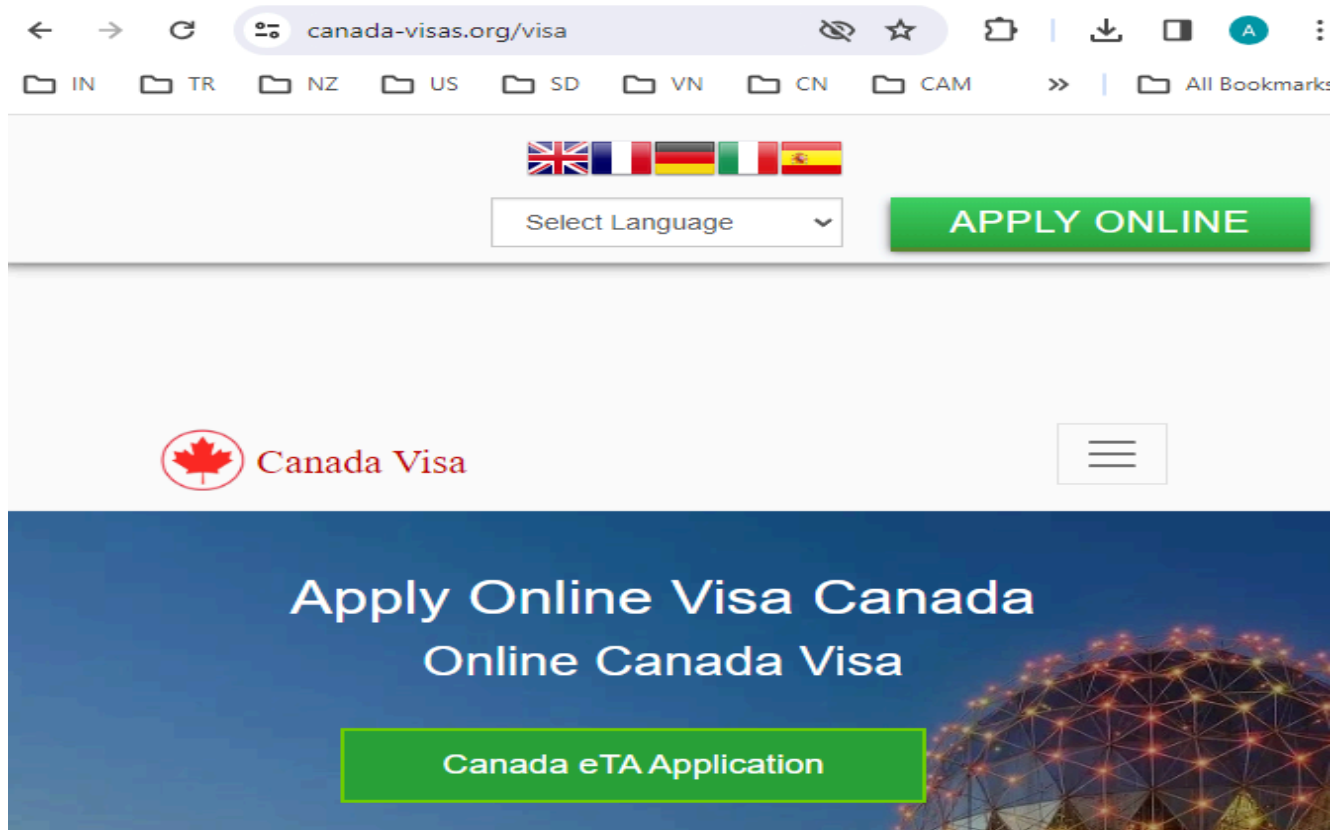 canada-visas.org/visa
A
IN TR NZ US SD VN CN CAM All Bookmarks
Select Language
APPLY ONLINE
Canada Visa
Apply Online Visa Canada
Online Canada Visa
Canada eTA Application